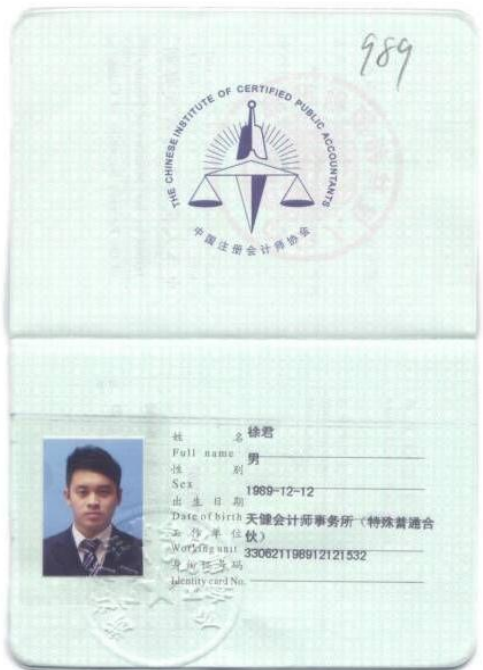 989
THE CHINESE INSTITUTE OF CERTIFIED PUBLIC ACCOUNTANTS
中国注册会计师协会
姓 名 徐君
Full name
性 别 男
Sex
出生日期 1989-12-12
Date of birth
工作单位 天健会计师事务所（特殊普通合
伙）
Working unit
身份证号码 330621198912121532
Identity card No.